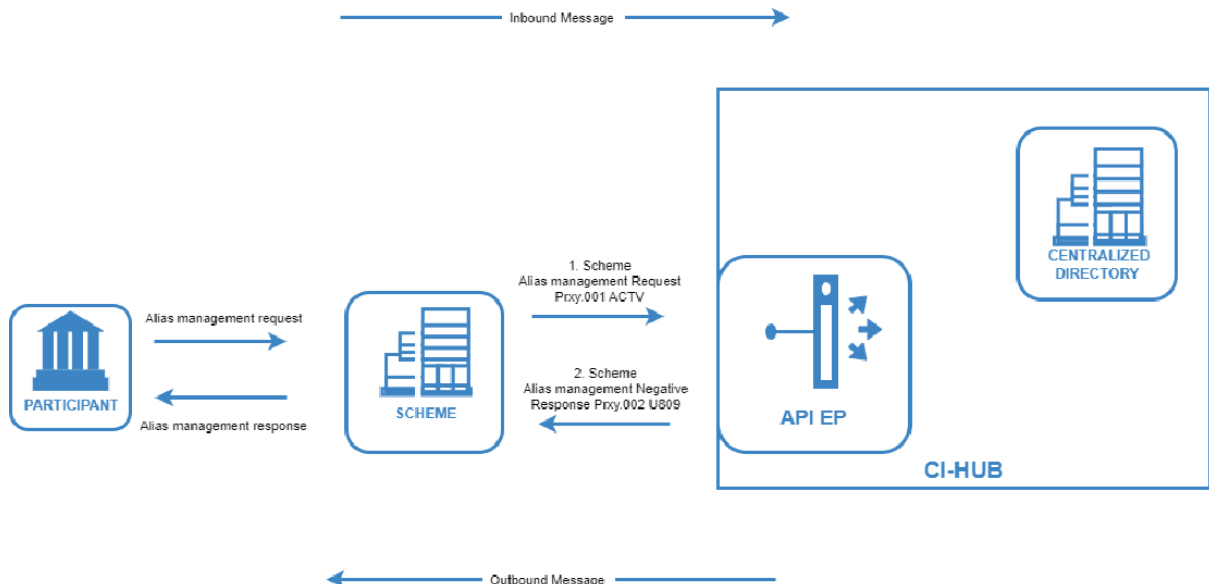 Inbound Message
CENTRALIZED
DIRECTORY
1. Scheme
Alias management Request
Prxy.001 ACTV
Alias management request
2. Scheme
Alias management Negative
Response Prxy.002 U809
PARTICIPANT
Alias management response
SCHEME
API EP
CI-HUB
Outbound Message